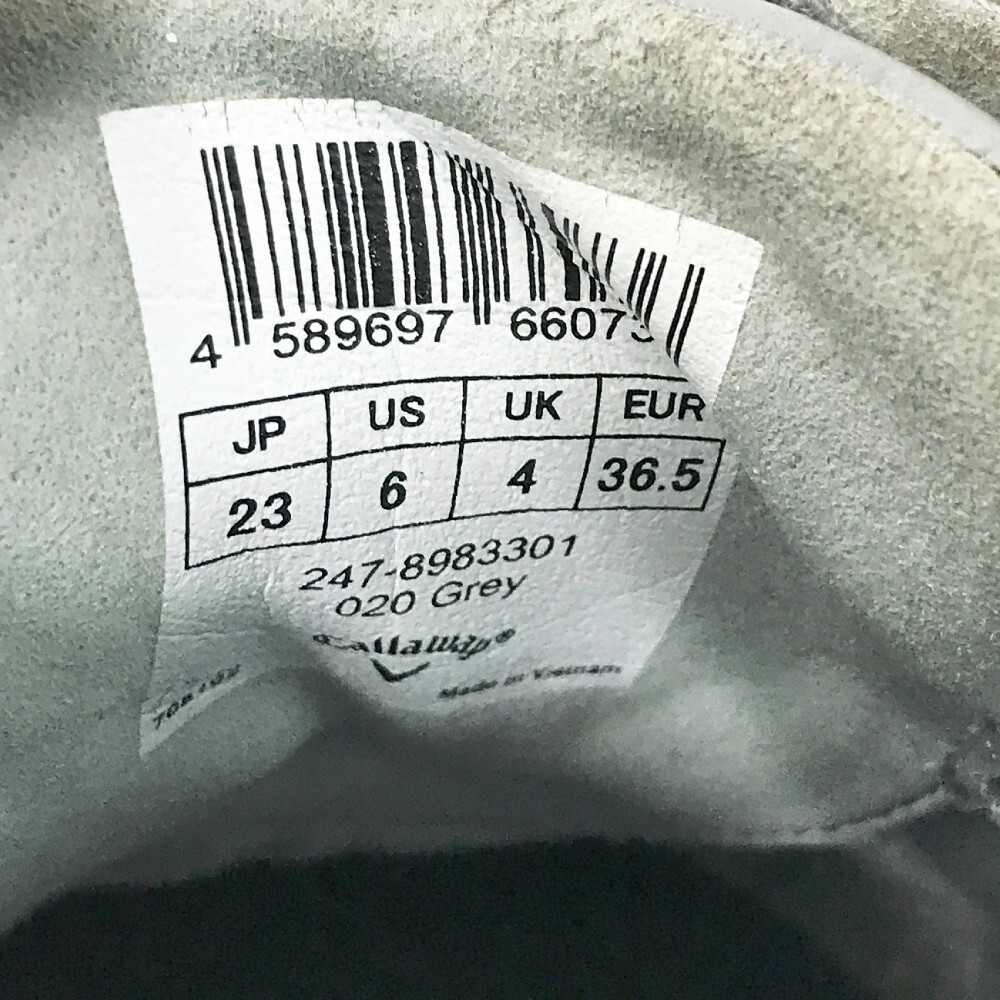 4 589697 66073
JP US UK EUR
23 6 4 36.5
247-8983301
020 Grey
Callaway®
Made in Vietnam